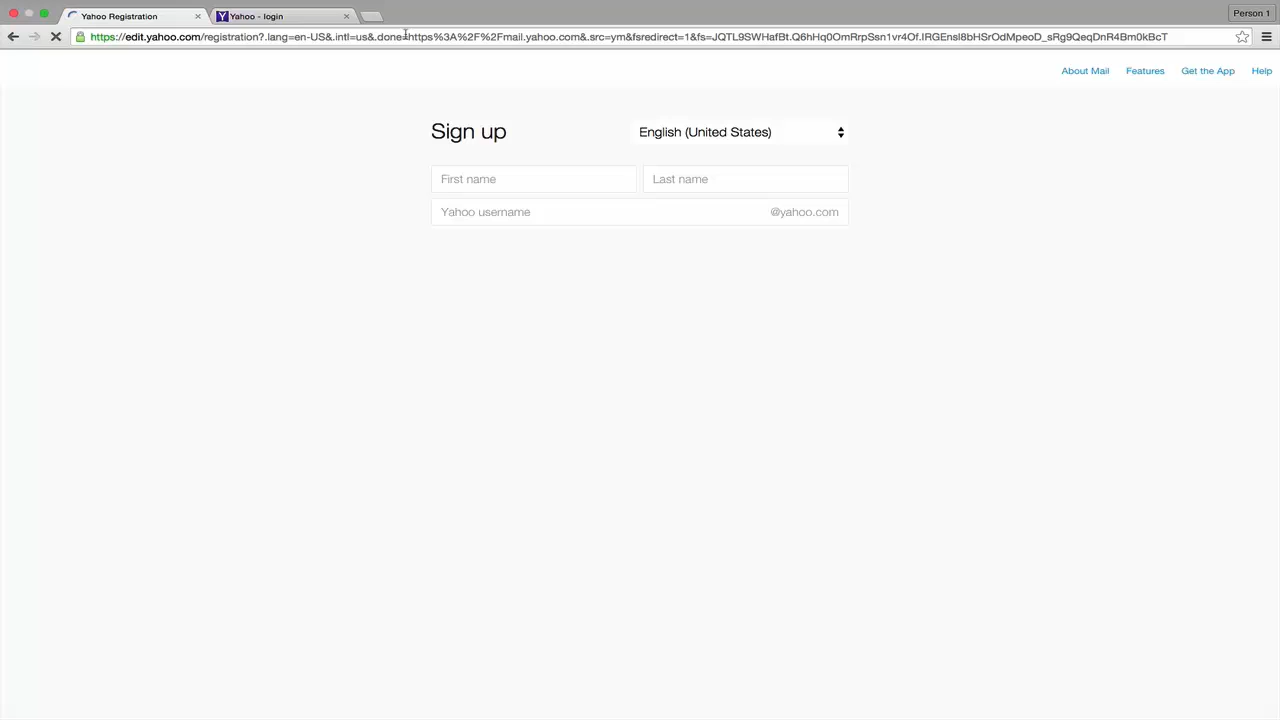 Yahoo Registration
Yahoo - login
Person 1
https://edit.yahoo.com/registration?.lang=en-US&.intl=us&.done=https%3A%2F%2Fmail.yahoo.com&.src=ym&fsredirect=1&fs=JQTL9SWHafBt.Q6hHq0OmRrpSsn1vr4Of.IRGEnsl8bHSrOdMpeoD_sRg9QeqDnR4Bm0kBcT
About Mail Features Get the App Help
Sign up English (United States)
First name Last name
Yahoo username @yahoo.com